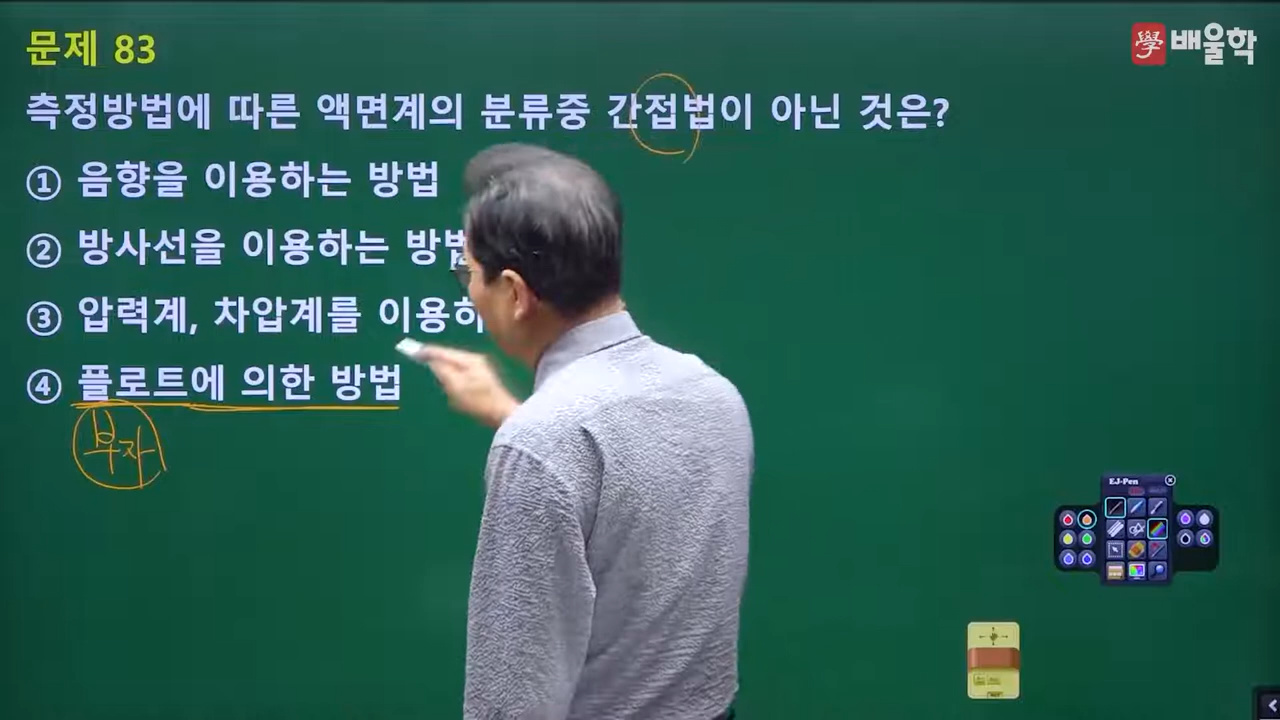 문제 83
學 배울학
측정방법에 따른 액면계의 분류중 간접법이 아닌 것은?
① 음향을 이용하는 방법
② 방사선을 이용하는 방법
③ 압력계, 차압계를 이용하
④ 플로트에 의한 방법
부자
EJ-Pen